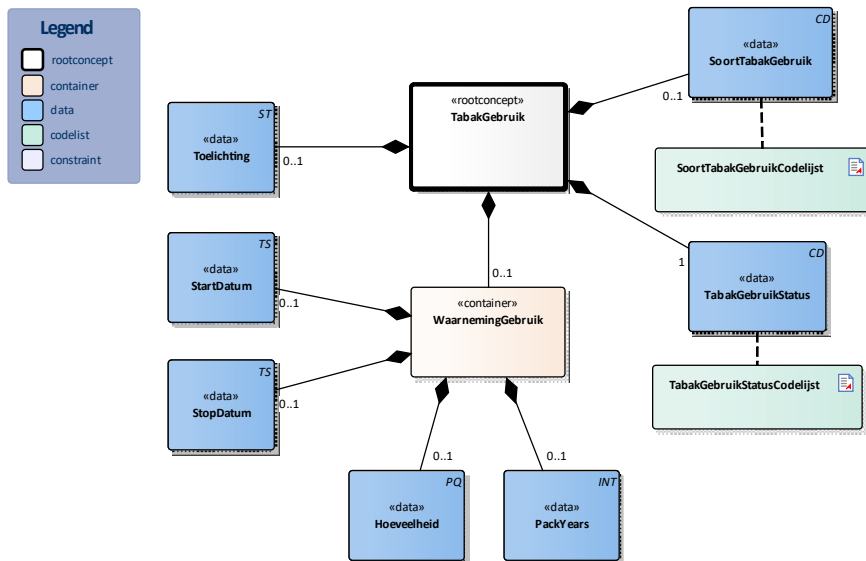 Legend
rootconcept
container
data
codelist
constraint
CD
«data»
SoortTabakGebruik
0..1
«rootconcept»
TabakGebruik
ST
«data»
Toelichting
0..1
SoortTabakGebruikCodelijst
TS
«data»
StartDatum
0..1
0..1
1
CD
«data»
TabakGebruikStatus
«container»
WaarnemingGebruik
TS
«data»
StopDatum
0..1
TabakGebruikStatusCodelijst
0..1
0..1
PQ
«data»
Hoeveelheid
INT
«data»
PackYears